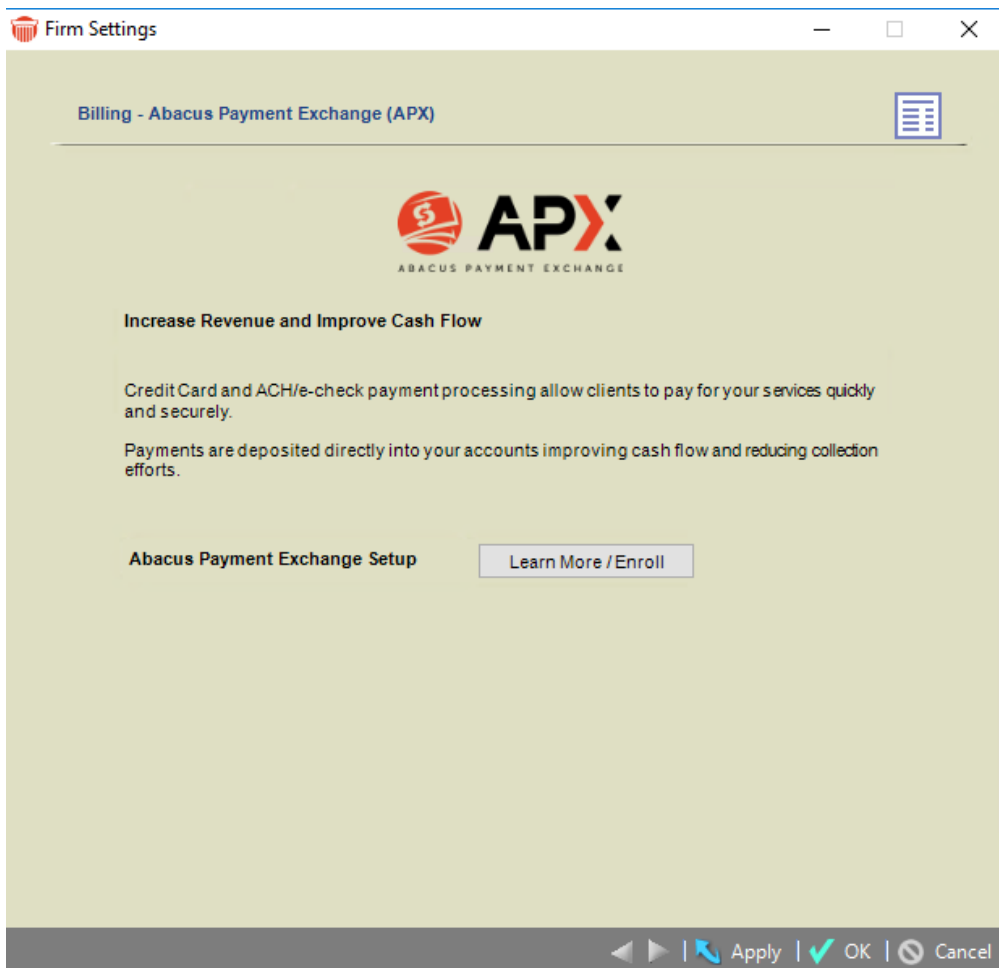 Firm Settings
Billing - Abacus Payment Exchange (APX)
APX
ABACUS PAYMENT EXCHANGE
Increase Revenue and Improve Cash Flow
Credit Card and ACH/e-check payment processing allow clients to pay for your services quickly
and securely.
Payments are deposited directly into your accounts improving cash flow and reducing collection
efforts.
Abacus Payment Exchange Setup
Learn More / Enroll
Apply | OK | Cancel